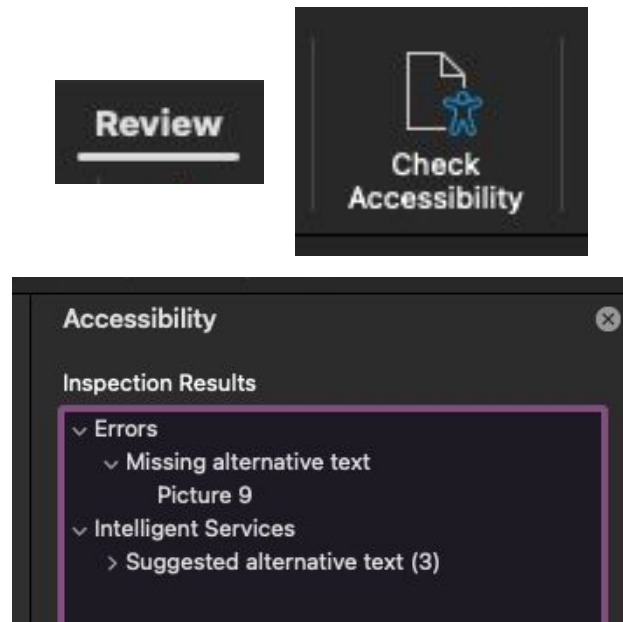 Review
Check
Accessibility
Accessibility
Inspection Results
Errors
Missing alternative text
Picture 9
Intelligent Services
Suggested alternative text (3)